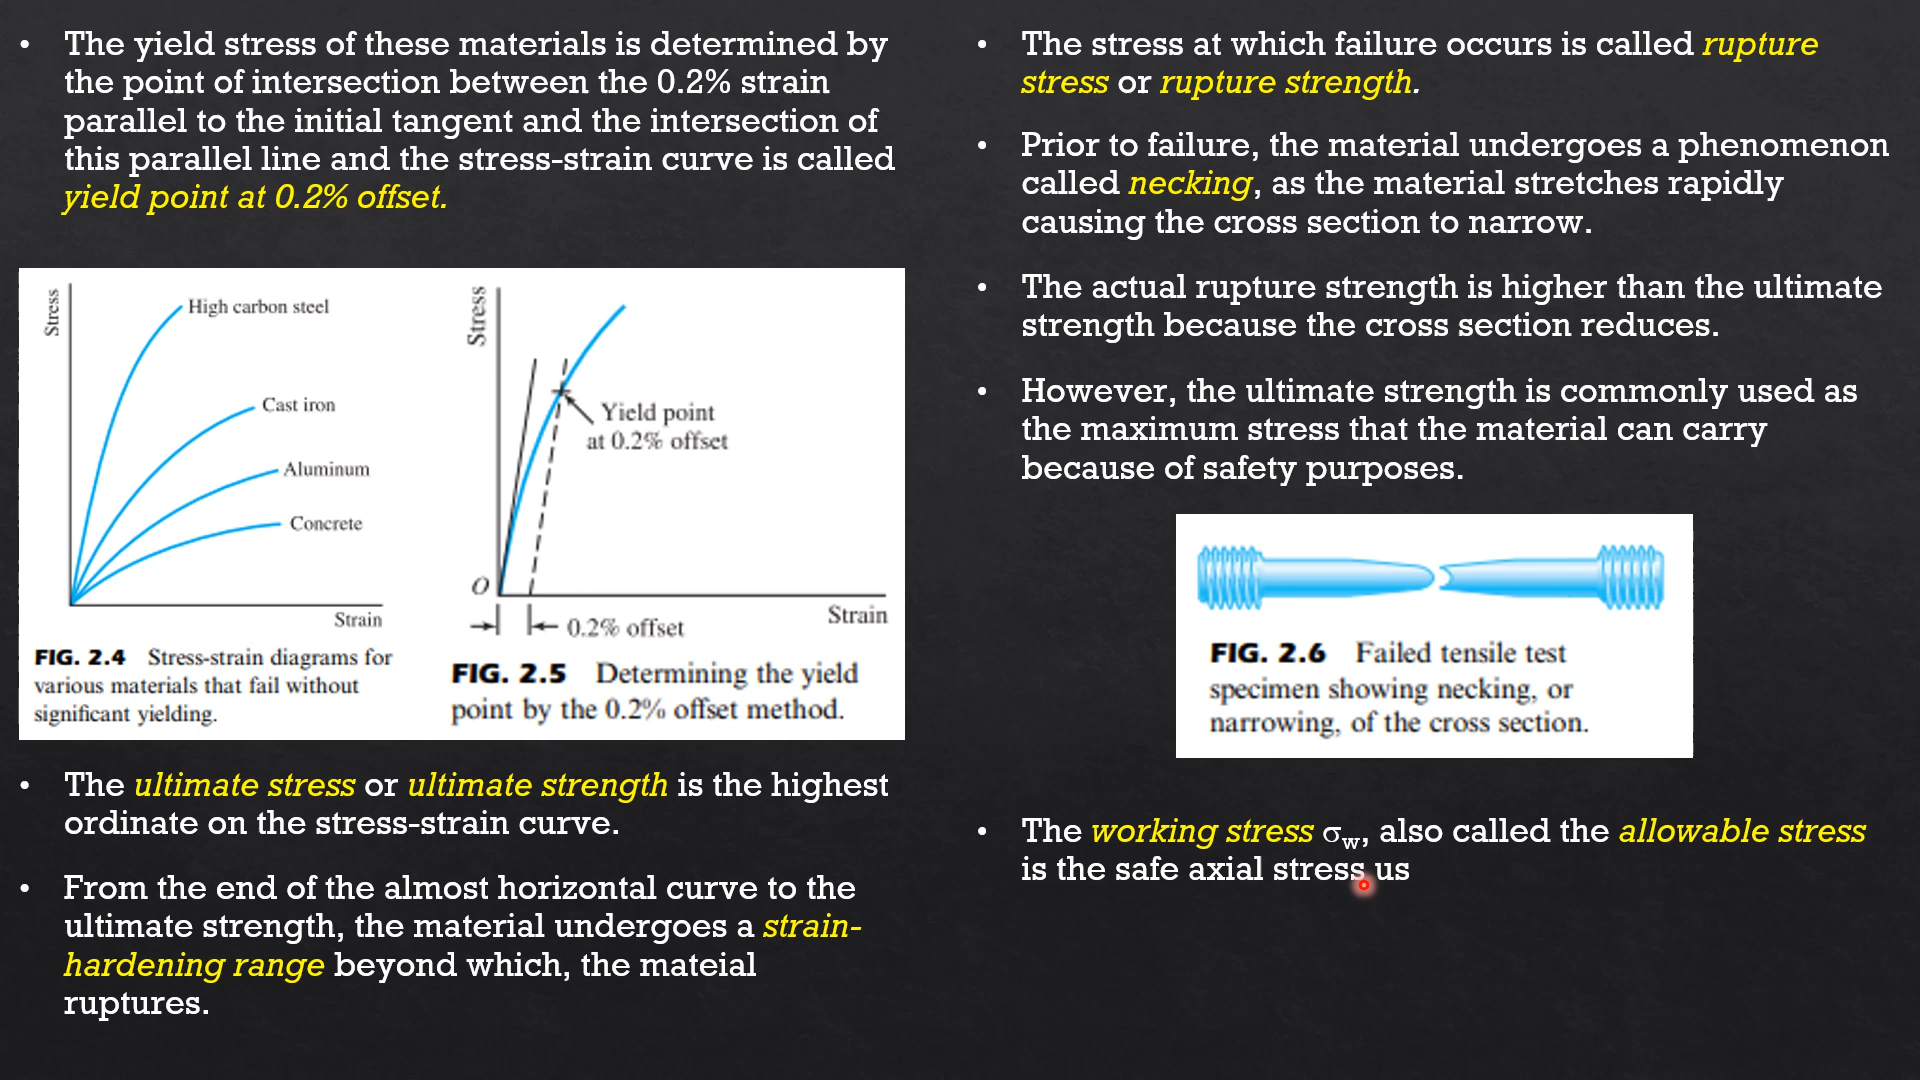 • The yield stress of these materials is determined by
the point of intersection between the 0.2% strain
parallel to the initial tangent and the intersection of
this parallel line and the stress-strain curve is called
yield point at 0.2% offset.
Stress
High carbon steel
Cast iron
Aluminum
Concrete
Strain
FIG. 2.4 Stress-strain diagrams for
various materials that fail without
significant yielding.
Stress
Yield point
at 0.2% offset
O
Strain
0.2% offset
FIG. 2.5 Determining the yield
point by the 0.2% offset method.
• The ultimate stress or ultimate strength is the highest
ordinate on the stress-strain curve.
• From the end of the almost horizontal curve to the
ultimate strength, the material undergoes a strain-
hardening range beyond which, the mateial
ruptures.
• The stress at which failure occurs is called rupture
stress or rupture strength.
• Prior to failure, the material undergoes a phenomenon
called necking, as the material stretches rapidly
causing the cross section to narrow.
• The actual rupture strength is higher than the ultimate
strength because the cross section reduces.
• However, the ultimate strength is commonly used as
the maximum stress that the material can carry
because of safety purposes.
FIG. 2.6 Failed tensile test
specimen showing necking, or
narrowing, of the cross section.
• The working stress σw, also called the allowable stress
is the safe axial stress us